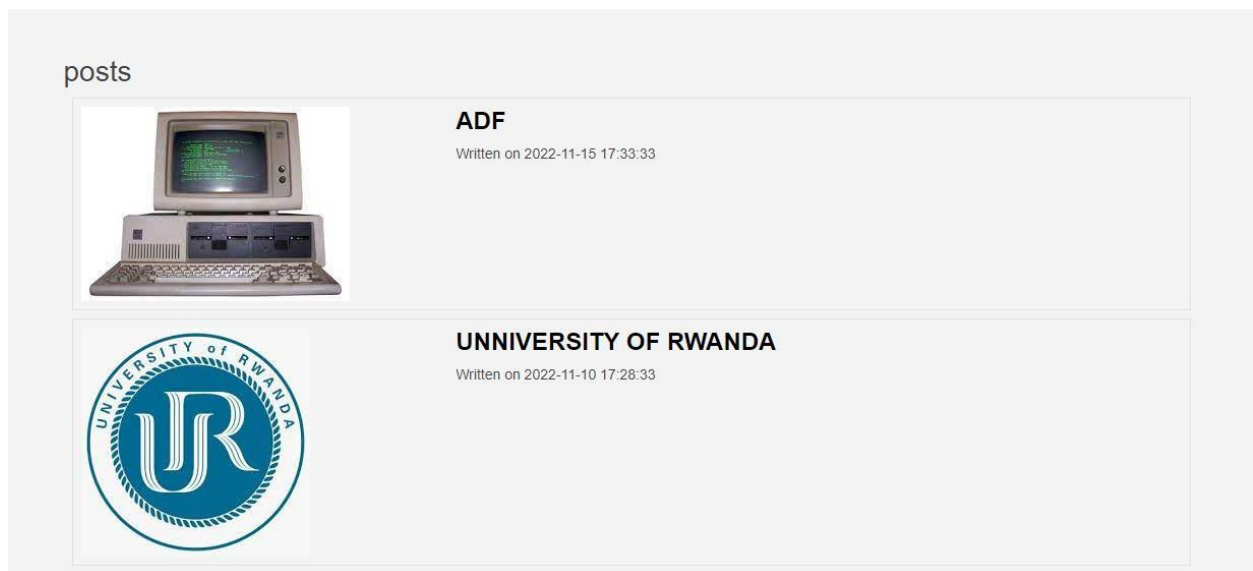 posts
ADF
Written on 2022-11-15 17:33:33
UNNIVERSITY OF RWANDA
Written on 2022-11-10 17:28:33
UNIVERSITY of RWANDA
UR